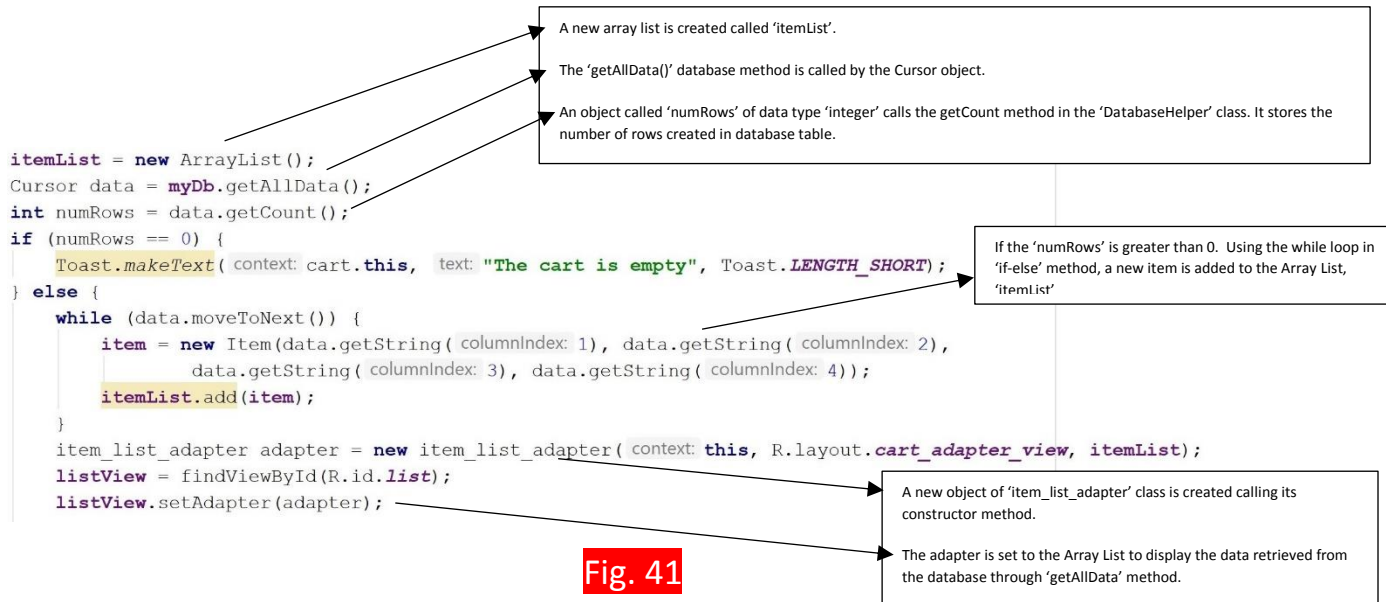 A new array list is created called ‘itemList’.
The ‘getAllData()’ database method is called by the Cursor object.
An object called ‘numRows’ of data type ‘integer’ calls the getCount method in the ‘DatabaseHelper’ class. It stores the
number of rows created in database table.
itemList = new ArrayList();
Cursor data = myDb.getAllData();
int numRows = data.getCount();
if (numRows == 0) {
Toast.makeText( context: cart.this, text: "The cart is empty", Toast.LENGTH_SHORT);
} else {
while (data.moveToNext()) {
item = new Item(data.getString( columnIndex: 1), data.getString( columnIndex: 2),
data.getString( columnIndex: 3), data.getString( columnIndex: 4));
itemList.add(item);
}
item_list_adapter adapter = new item_list_adapter( context: this, R.layout.cart_adapter_view, itemList);
listView = findViewById(R.id.list);
listView.setAdapter(adapter);
If the ‘numRows’ is greater than 0.  Using the while loop in
‘if-else’ method, a new item is added to the Array List,
‘itemList’
A new object of ‘item_list_adapter’ class is created calling its
constructor method.
The adapter is set to the Array List to display the data retrieved from
the database through ‘getAllData’ method.
Fig. 41